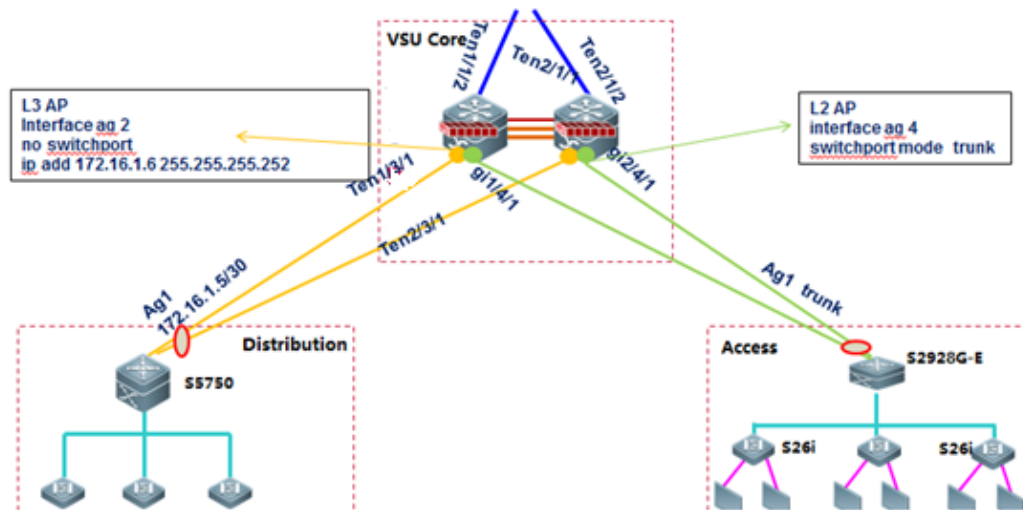 VSU Core
Ten1/1/2
Ten2/1/1
Ten2/1/2
L3 AP
Interface ag 2
no switchport
ip add 172.16.1.6 255.255.255.252
L2 AP
interface ag 4
switchport mode trunk
Ten1/3/1
gi1/4/1
gi2/4/1
Ten2/3/1
Ag1
172.16.1.5/30
Ag1 trunk
Distribution
S5750
Access
S2928G-E
S26i
S26i